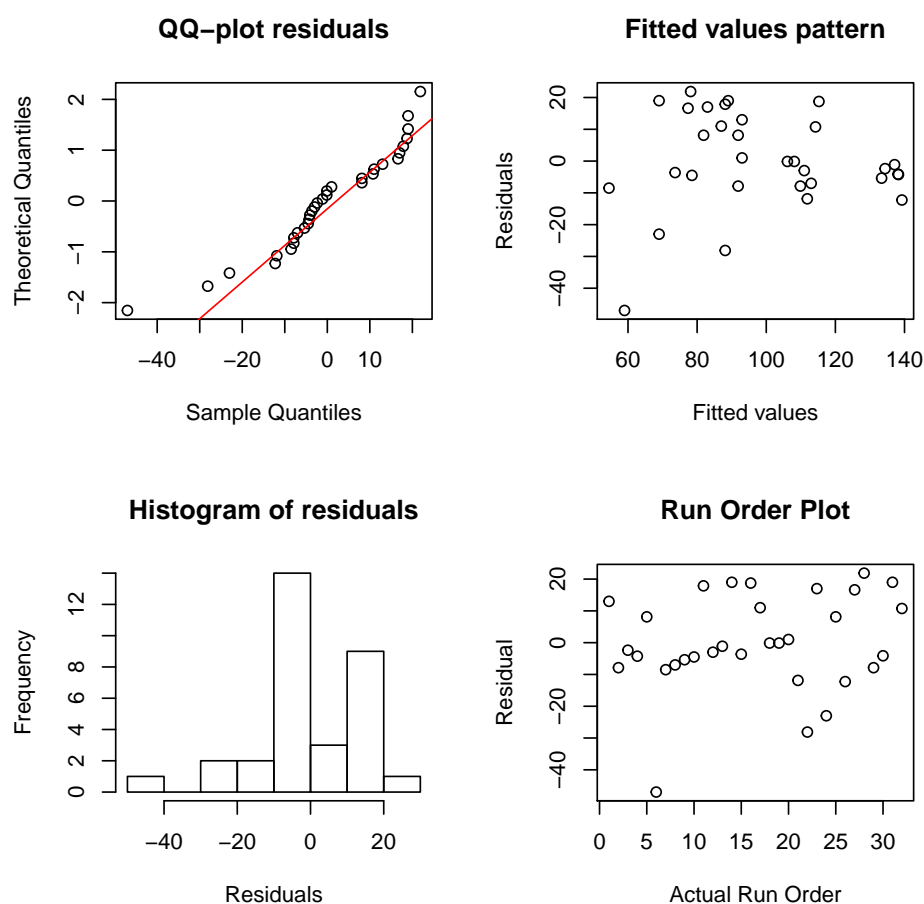 QQ−plot residuals
Theoretical Quantiles
−2 −1 0 1 2
−40 −20 0 10
Sample Quantiles
Fitted values pattern
Residuals
−40 −20 0 20
60 80 100 120 140
Fitted values
Histogram of residuals
Frequency
0 2 4 8 12
−40 −20 0 20
Residuals
Run Order Plot
Residual
−40 −20 0 20
0 5 10 15 20 25 30
Actual Run Order